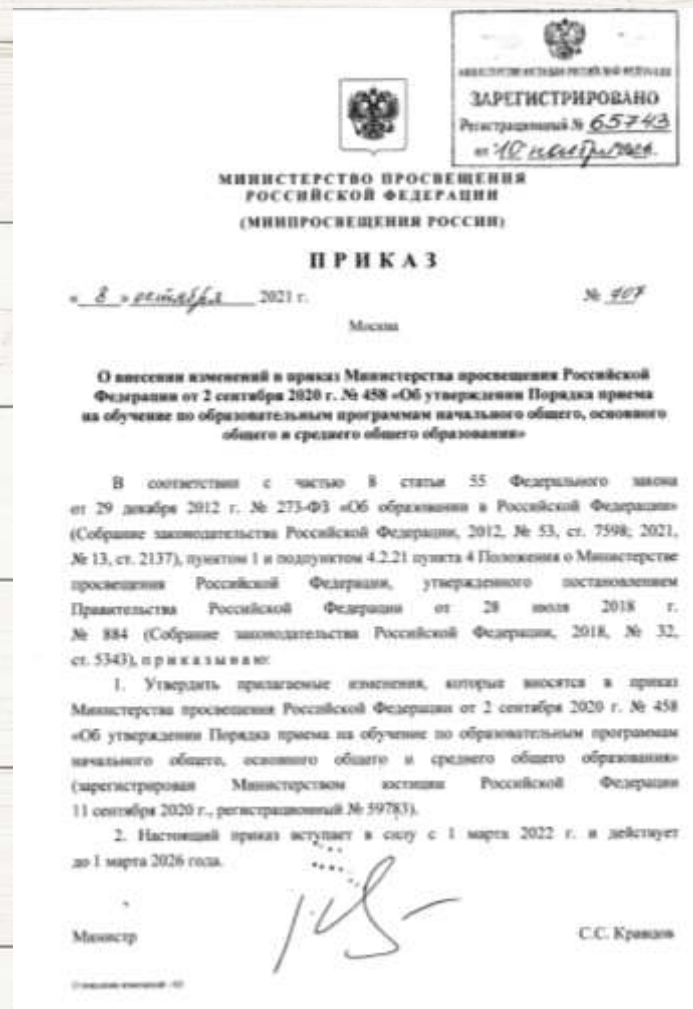 МИНИСТЕРСТВО ЮСТИЦИИ РОССИЙСКОЙ ФЕДЕРАЦИИ
ЗАРЕГИСТРИРОВАНО
Регистрационный № 65743
от "10 ноября 2021.
МИНИСТЕРСТВО ПРОСВЕЩЕНИЯ
РОССИЙСКОЙ ФЕДЕРАЦИИ
(МИНПРОСВЕЩЕНИЯ РОССИИ)
ПРИКАЗ
« 8 » октября 2021 г. № 707
Москва
О внесении изменений в приказ Министерства просвещения Российской
Федерации от 2 сентября 2020 г. № 458 «Об утверждении Порядка приема
на обучение по образовательным программам начального общего, основного
общего и среднего общего образования»
В соответствии с частью 8 статьи 55 Федерального закона
от 29 декабря 2012 г. № 273-ФЗ «Об образовании в Российской Федерации»
(Собрание законодательства Российской Федерации, 2012, № 53, ст. 7598; 2021,
№ 13, ст. 2137), пунктом 1 и подпунктом 4.2.21 пункта 4 Положения о Министерстве
просвещения Российской Федерации, утвержденного постановлением
Правительства Российской Федерации от 28 июля 2018 г.
№ 884 (Собрание законодательства Российской Федерации, 2018, № 32,
ст. 5343), п р и к а з ы в а ю:
1. Утвердить прилагаемые изменения, которые вносятся в приказ
Министерства просвещения Российской Федерации от 2 сентября 2020 г. № 458
«Об утверждении Порядка приема на обучение по образовательным программам
начального общего, основного общего и среднего общего образования»
(зарегистрирован Министерством юстиции Российской Федерации
11 сентября 2020 г., регистрационный № 59783).
2. Настоящий приказ вступает в силу с 1 марта 2022 г. и действует
до 1 марта 2026 года.
Министр С.С. Кравцов
О внесении изменений - 02